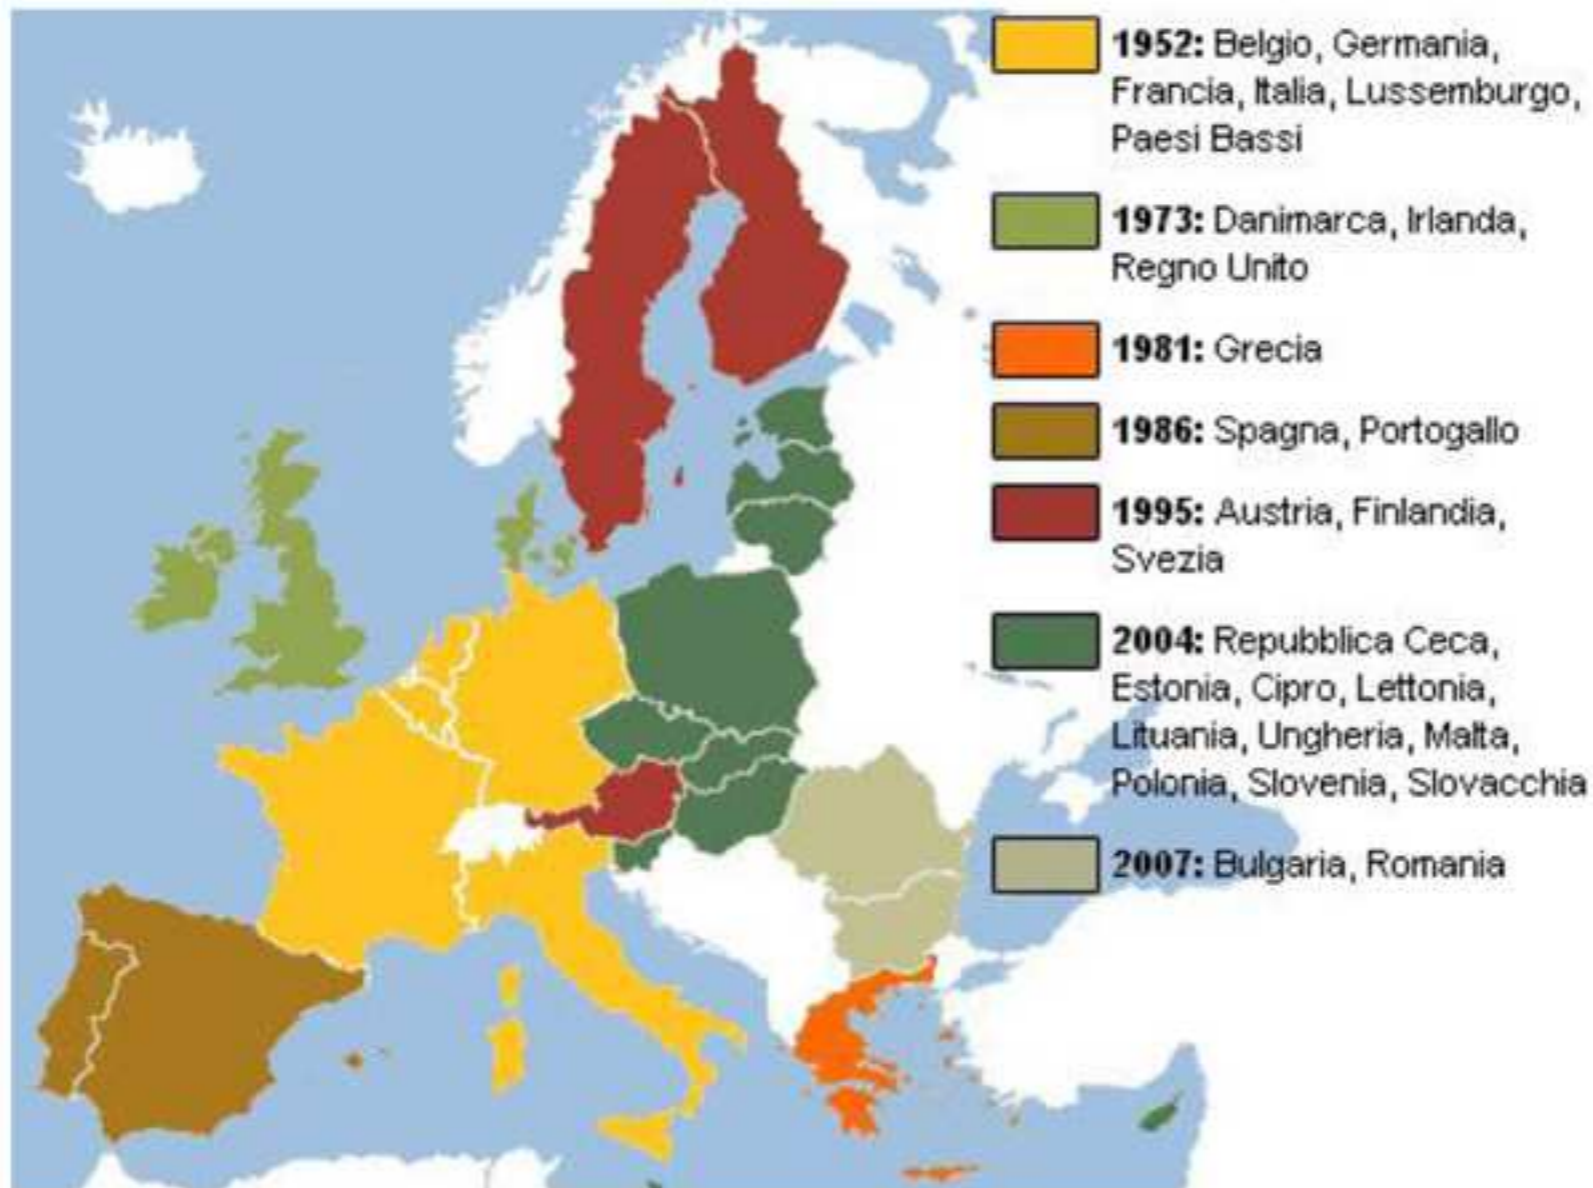 1952: Belgio, Germania,
Francia, Italia, Lussemburgo,
Paesi Bassi
1973: Danimarca, Irlanda,
Regno Unito
1981: Grecia
1986: Spagna, Portogallo
1995: Austria, Finlandia,
Svezia
2004: Repubblica Ceca,
Estonia, Cipro, Lettonia,
Lituania, Ungheria, Malta,
Polonia, Slovenia, Slovacchia
2007: Bulgaria, Romania